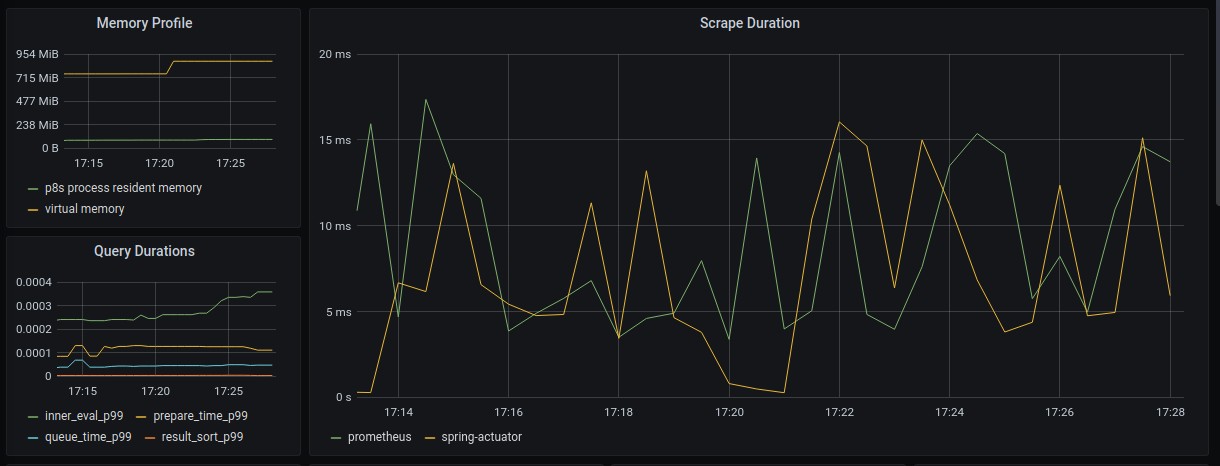 Memory Profile
954 MiB
715 MiB
477 MiB
238 MiB
0 B
17:15 17:20 17:25
p8s process resident memory
virtual memory
Query Durations
0.0004
0.0003
0.0002
0.0001
0
17:15 17:20 17:25
inner_eval_p99 prepare_time_p99
queue_time_p99 result_sort_p99
Scrape Duration
20 ms
15 ms
10 ms
5 ms
0 s
17:14 17:16 17:18 17:20 17:22 17:24 17:26 17:28
prometheus spring-actuator